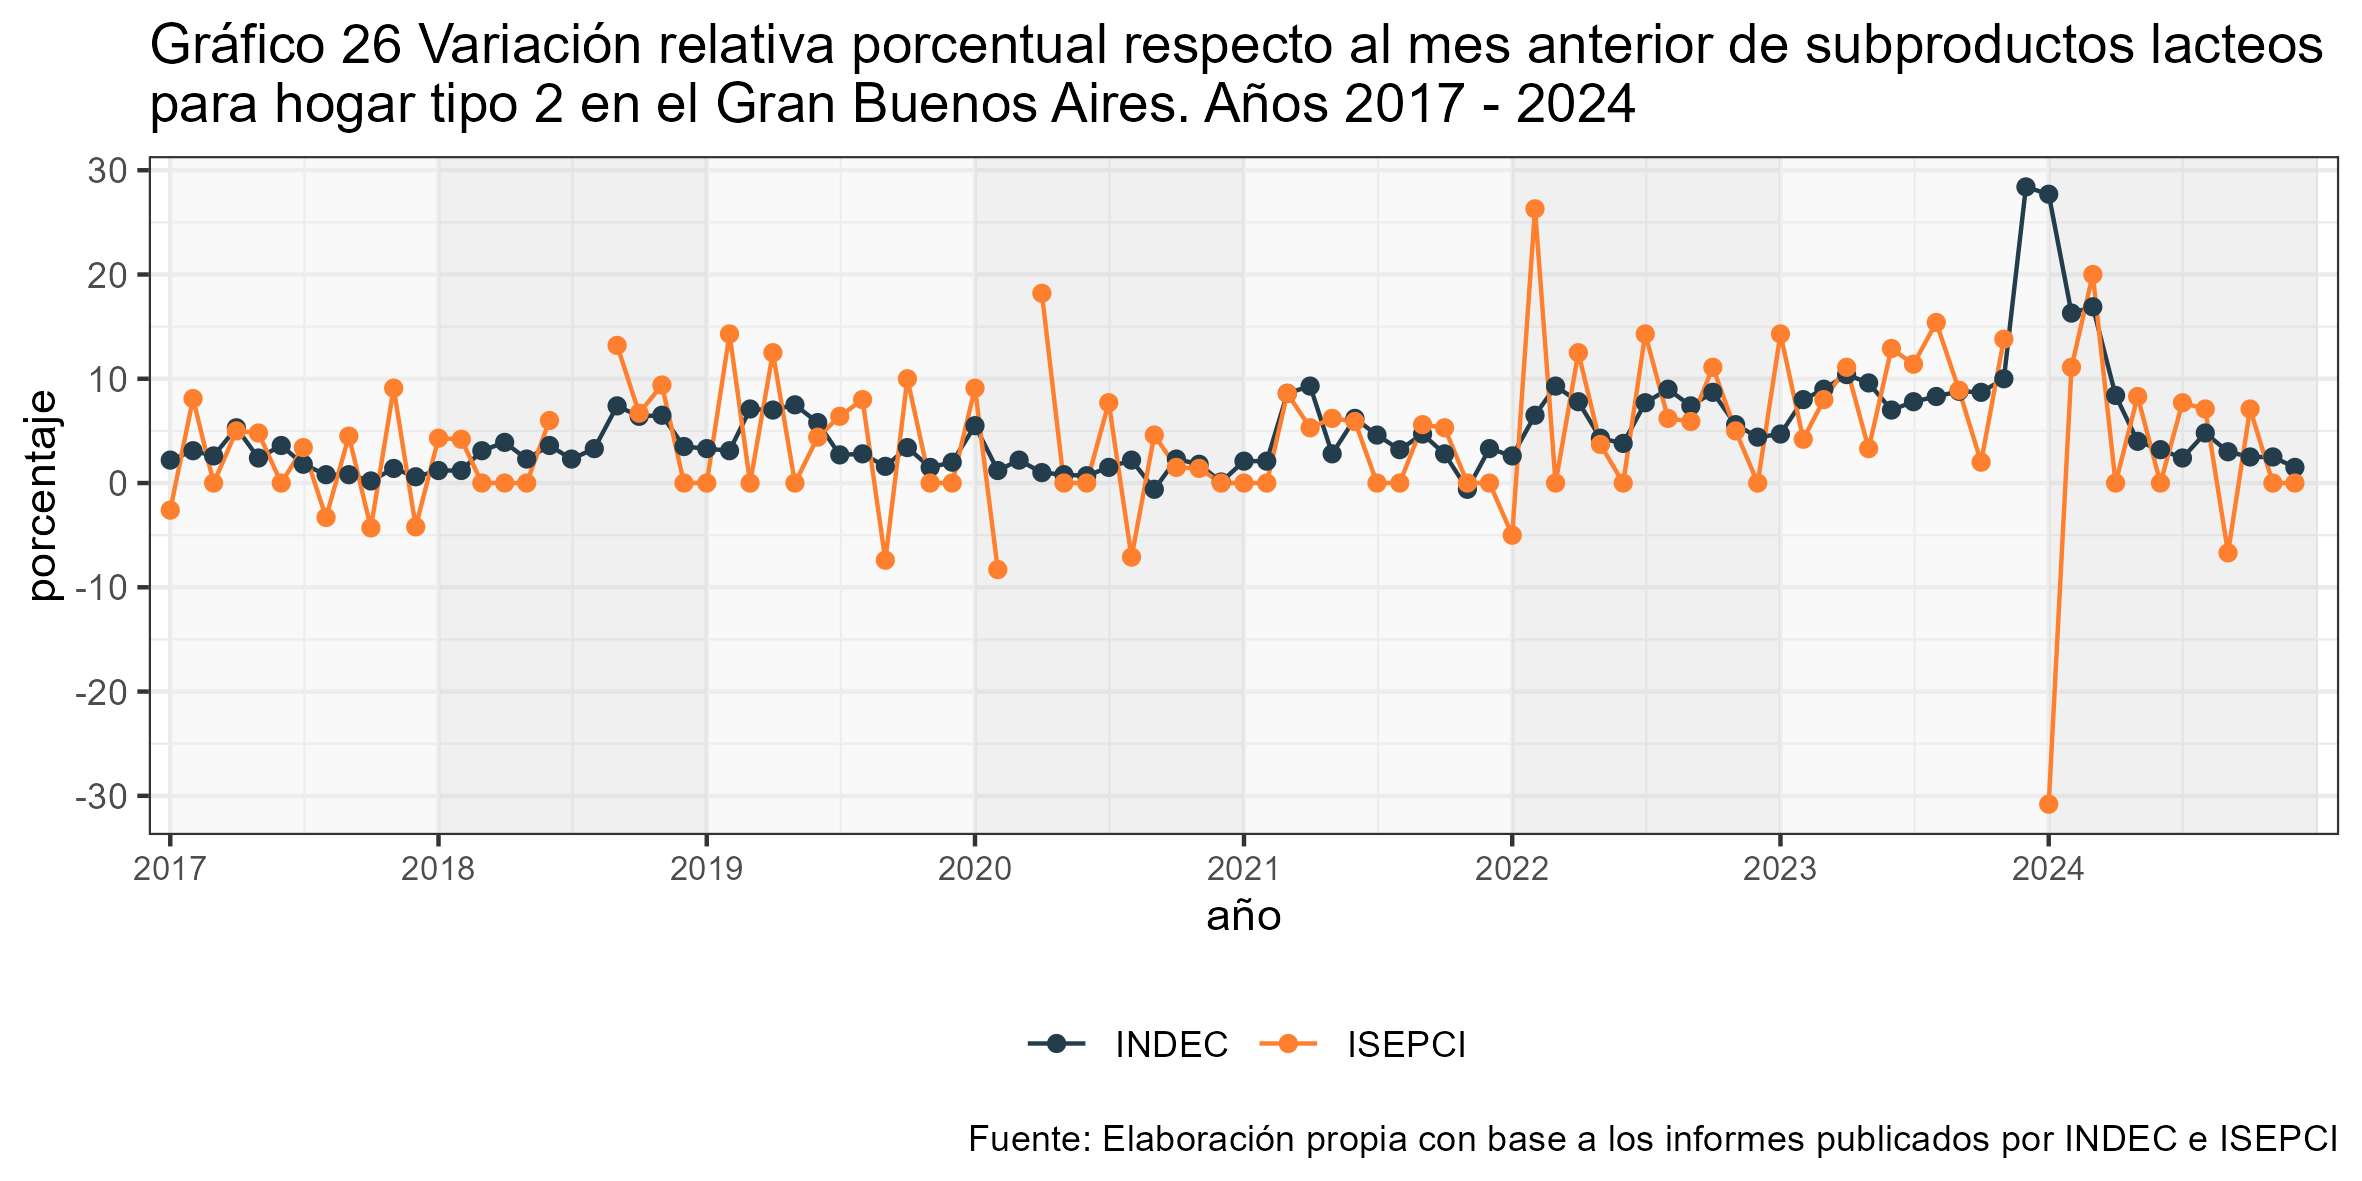 Gráfico 26 Variación relativa porcentual respecto al mes anterior de subproductos lacteos
para hogar tipo 2 en el Gran Buenos Aires. Años 2017 - 2024
30
20
10
0
-10
-20
-30
porcentaje
2017 2018 2019 2020 2021 2022 2023 2024
año
INDEC ISEPCI
Fuente: Elaboración propia con base a los informes publicados por INDEC e ISEPCI